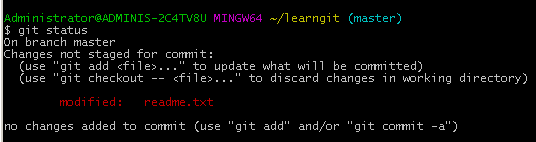 Administrator@ADMINIS-2C4TV8U MINGW64 ~/learngit (master)
$ git status
On branch master
Changes not staged for commit:
  (use "git add <file>..." to update what will be committed)
  (use "git checkout -- <file>..." to discard changes in working directory)
        modified:   readme.txt
no changes added to commit (use "git add" and/or "git commit -a")